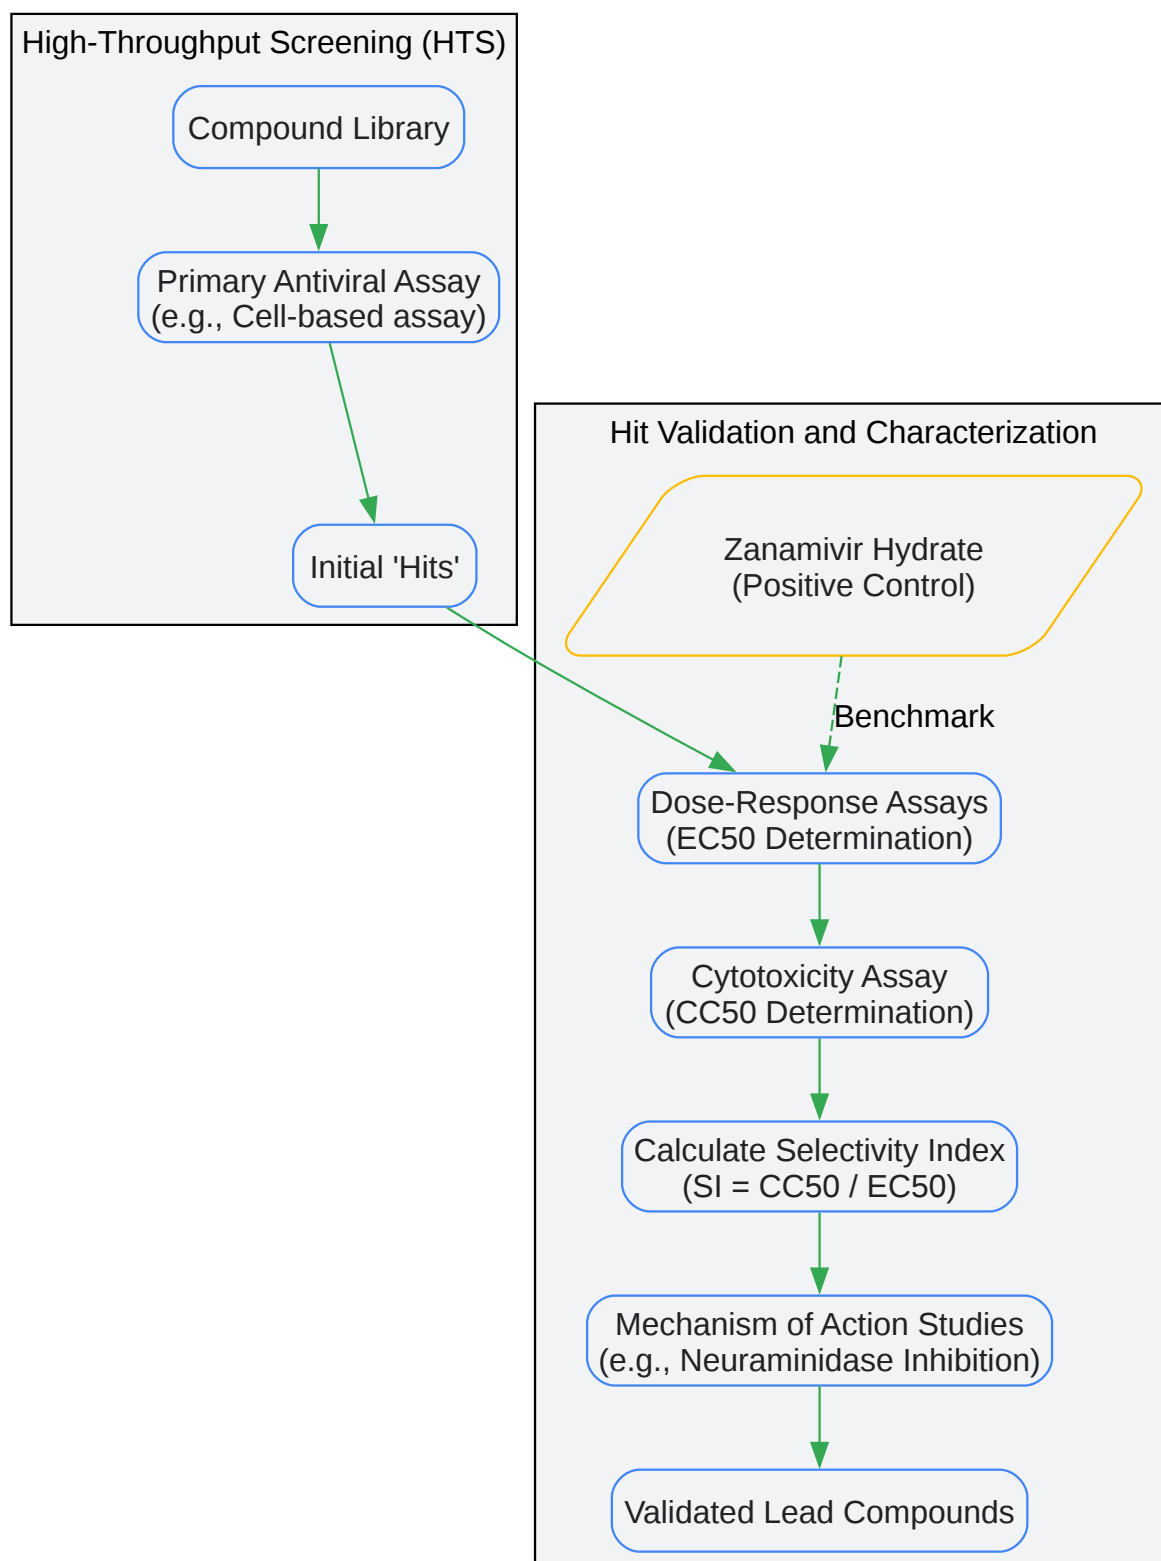 High-Throughput Screening (HTS)
Compound Library
Primary Antiviral Assay
(e.g., Cell-based assay)
Initial 'Hits'
Hit Validation and Characterization
Zanamivir Hydrate
(Positive Control)
Benchmark
Dose-Response Assays
(EC50 Determination)
Cytotoxicity Assay
(CC50 Determination)
Calculate Selectivity Index
(SI = CC50 / EC50)
Mechanism of Action Studies
(e.g., Neuraminidase Inhibition)
Validated Lead Compounds